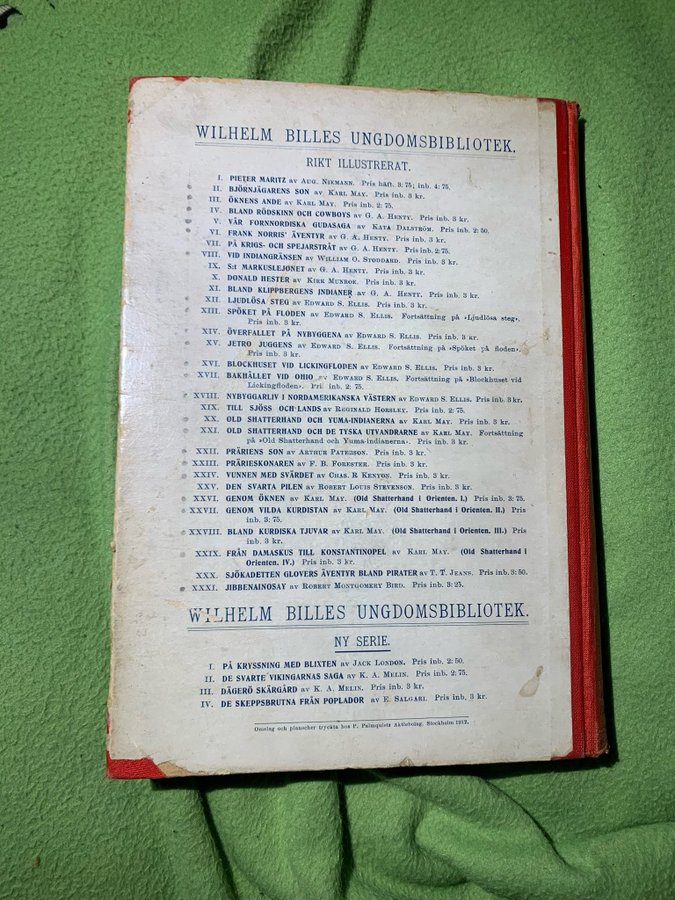 WILHELM BILLES UNGDOMSBIBLIOTEK.
RIKT ILLUSTRERAT.
I. PIETER MARITZ AV AUG. NIEMANN. Pris häft. 3: 75; inb. 4: 75.
II. BJÖRNJÄGARENS SON AV KARL MAY. Pris inb. 3 kr.
III. ÖKNENS ANDE AV KARL MAY. Pris inb. 2: 75.
IV. BLAND RÖDSKINN OCH COWBOYS AV G. A. HENTY. Pris inb. 3 kr.
V. VÅR FORNNORDISKA GUDASAGA AV KATA DALSTRÖM. Pris inb. 2: 50.
VI. FRANK NORRIS' ÄVENTYR AV G. A. HENTY. Pris inb. 3 kr.
VII. PÅ KRIGS- OCH SPEJARSTRÅT AV G. A. HENTY. Pris inb. 2: 75.
VIII. VID INDIANGRÄNSEN AV WILLIAM O. STODDARD. Pris inb. 3 kr.
IX. S:t MARKUSLEJONET AV G. A. HENTY. Pris inb. 3 kr.
X. DONALD HESTER AV KIRK MUNROE. Pris inb. 3 kr.
XI. BLAND KLIPPBERGENS INDIANER AV G. A. HENTY. Pris inb. 3 kr.
XII. LJUDLÖSA STEG AV EDWARD S. ELLIS. Pris inb. 3 kr.
XIII. SPÖKET PÅ FLODEN AV EDWARD S. ELLIS. Fortsättning på »Ljudlösa steg».
Pris inb. 3 kr.
XIV. ÖVERFALLET PÅ NYBYGGENA AV EDWARD S. ELLIS. Pris inb. 3 kr.
XV. JETRO JUGGENS AV EDWARD S. ELLIS. Fortsättning på »Spöket på floden».
Pris inb. 3 kr.
XVI. BLOCKHUSET VID LICKINGFLODEN AV EDWARD S. ELLIS. Pris inb. 3 kr.
XVII. BAKHÅLLET VID OHIO AV EDWARD S. ELLIS. Fortsättning på »Blockhuset vid
Lickingfloden». Pris inb. 2: 75.
XVIII. NYBYGGARLIV I NORDAMERIKANSKA VÄSTERN AV EDWARD S. ELLIS. Pris inb. 3 kr.
XIX. TILL SJÖSS OCH LANDS AV REGINALD HORSLEY. Pris inb. 2: 75.
XX. OLD SHATTERHAND OCH YUMA-INDIANERNA AV KARL MAY. Pris inb. 3 kr.
XXI. OLD SHATTERHAND OCH DE TYSKA UTVANDRARNE AV KARL MAY. Fortsättning
på »Old Shatterhand och Yuma-indianerna». Pris inb. 3 kr.
XXII. PRÄRIENS SON AV ARTHUR PATERSON. Pris inb. 3 kr.
XXIII. PRÄRIESKONAREN AV F. B. FORESTER. Pris inb. 3 kr.
XXIV. VUNNEN MED SVÄRDET AV CHAS. R KENYON. Pris inb. 3 kr.
XXV. DEN SVARTA PILEN AV ROBERT LOUIS STEVENSON. Pris inb. 3 kr.
XXVI. GENOM ÖKNEN AV KARL MAY. (Old Shatterhand i Orienten. I.) Pris inb. 3: 75.
XXVII. GENOM VILDA KURDISTAN AV KARL MAY. (Old Shatterhand i Orienten. II.) Pris
inb. 3: 75.
XXVIII. BLAND KURDISKA TJUVAR AV KARL MAY. (Old Shatterhand i Orienten. III.) Pris
inb. 3 kr.
XXIX. FRÅN DAMASKUS TILL KONSTANTINOPEL AV KARL MAY. (Old Shatterhand i
Orienten. IV.) Pris inb. 3 kr.
XXX. SJÖKADETTEN GLOVERS ÄVENTYR BLAND PIRATER AV T. T. JEANS. Pris inb. 3: 50.
XXXI. JIBBENAINOSAY AV ROBERT MONTGOMERY BIRD. Pris inb. 3: 25.
WILHELM BILLES UNGDOMSBIBLIOTEK.
NY SERIE.
I. PÅ KRYSSNING MED BLIXTEN AV JACK LONDON. Pris inb. 2: 50.
II. DE SVARTE VIKINGARNAS SAGA AV K. A. MELIN. Pris inb. 2: 75.
III. DÅGERÖ SKÄRGÅRD AV K. A. MELIN. Pris inb. 3 kr.
IV. DE SKEPPSBRUTNA FRÅN POPLADOR AV E. SALGARI. Pris inb. 3 kr.
Omslag och planscher tryckta hos P. Palmquists Aktiebolag, Stockholm 1912.